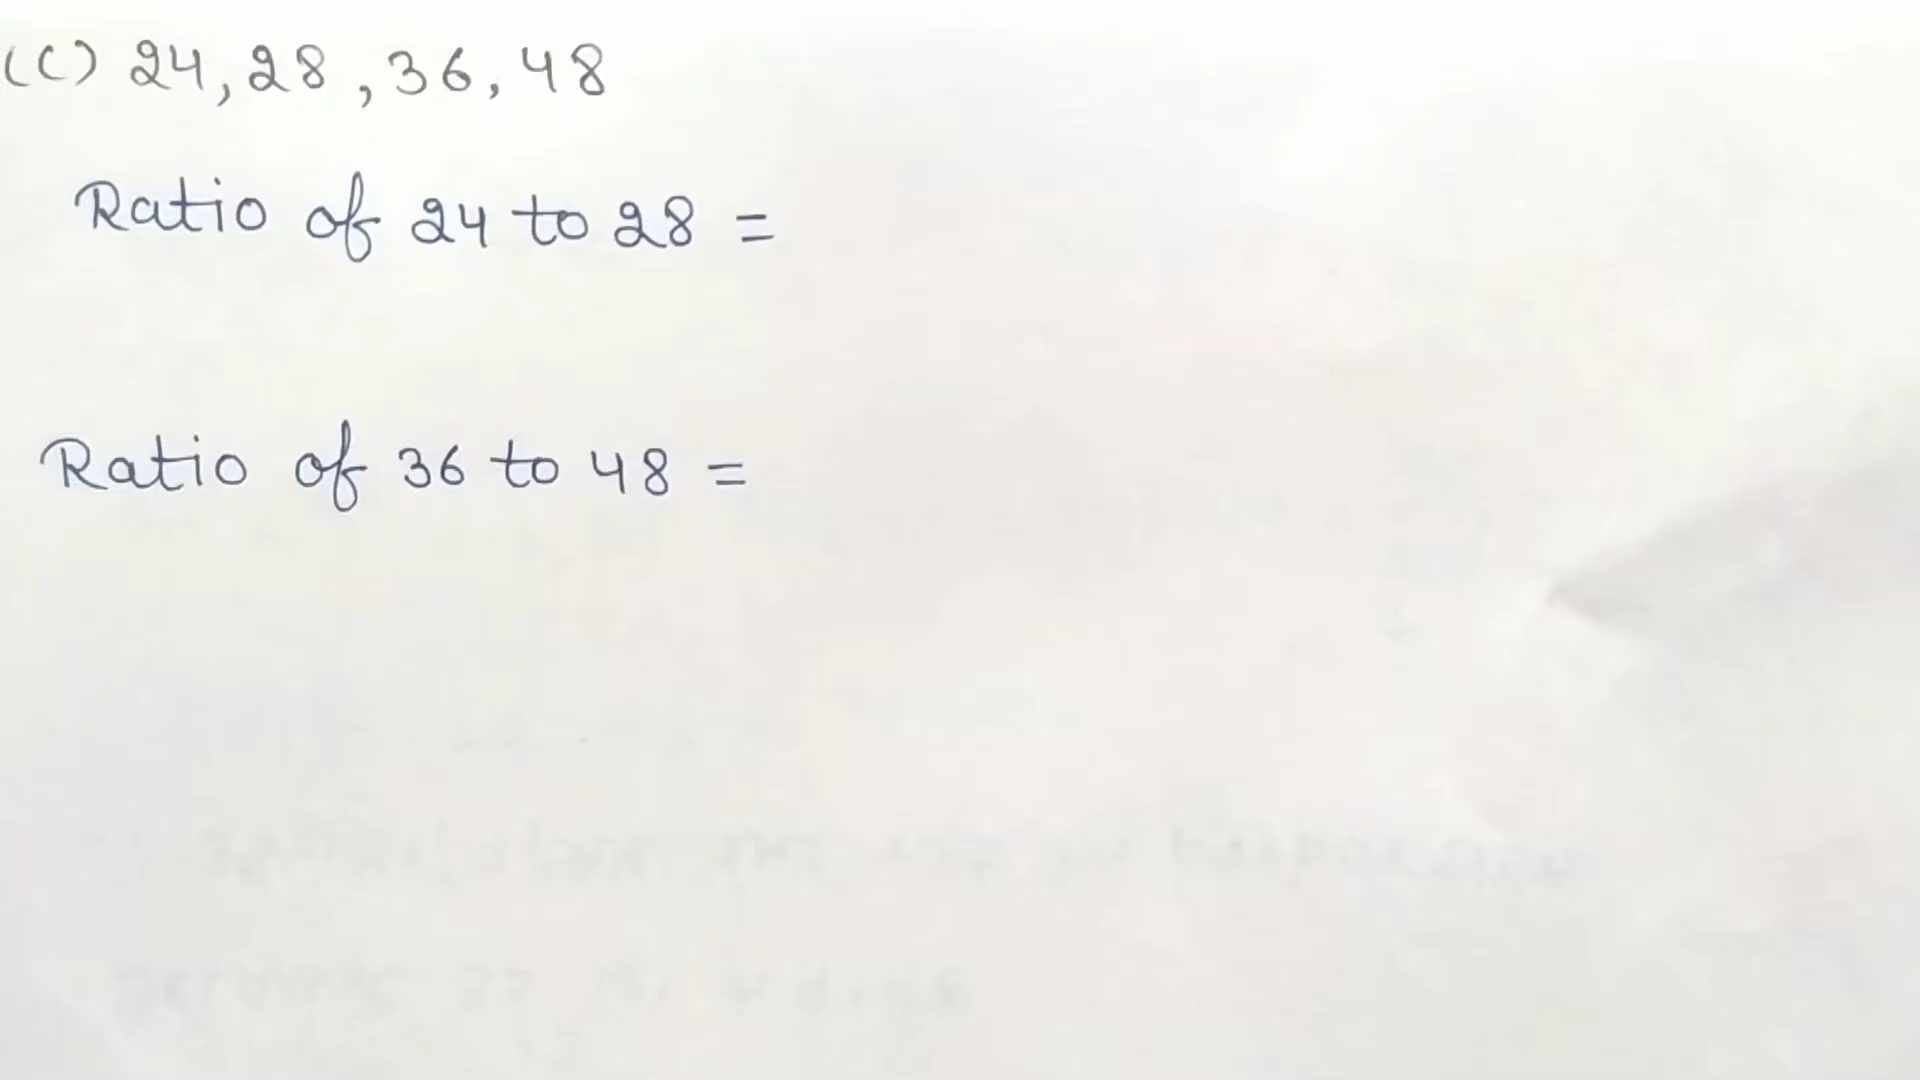 (C) 24, 28, 36, 48
Ratio of 24 to 28 =
Ratio of 36 to 48 =